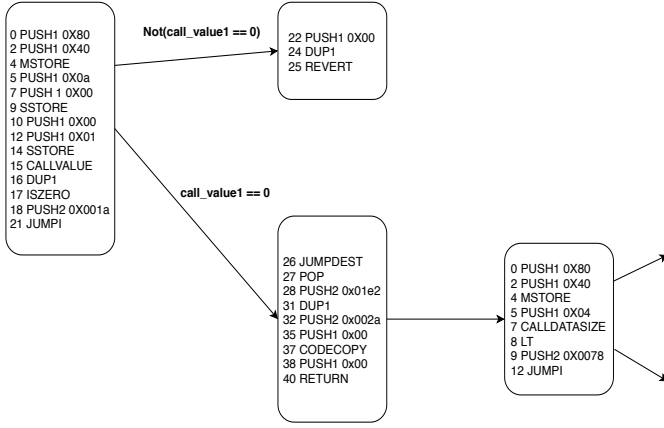 0 PUSH1 0X80
2 PUSH1 0X40
4 MSTORE
5 PUSH1 0X0a
7 PUSH 1 0X00
9 SSTORE
10 PUSH1 0X00
12 PUSH1 0X01
14 SSTORE
15 CALLVALUE
16 DUP1
17 ISZERO
18 PUSH2 0X001a
21 JUMPI
Not(call_value1 == 0)
22 PUSH1 0X00
24 DUP1
25 REVERT
call_value1 == 0
26 JUMPDEST
27 POP
28 PUSH2 0x01e2
31 DUP1
32 PUSH2 0x002a
35 PUSH1 0x00
37 CODECOPY
38 PUSH1 0x00
40 RETURN
0 PUSH1 0X80
2 PUSH1 0X40
4 MSTORE
5 PUSH1 0X04
7 CALLDATASIZE
8 LT
9 PUSH2 0X0078
12 JUMPI